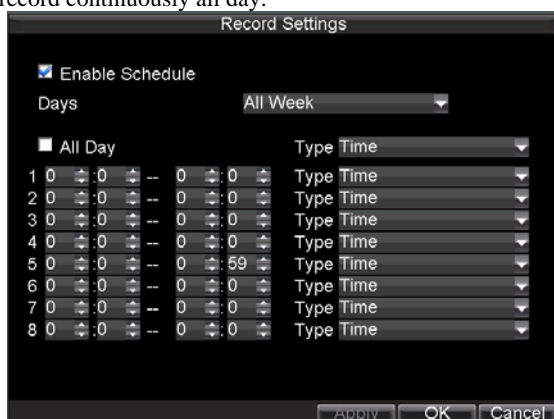 record continuously all day.
Record Settings
Enable Schedule
Days All Week
All Day Type Time
1 0 :0 -- 0 :0 Type Time
2 0 :0 -- 0 :0 Type Time
3 0 :0 -- 0 :0 Type Time
4 0 :0 -- 0 :0 Type Time
5 0 :0 -- 0 :59 Type Time
6 0 :0 -- 0 :0 Type Time
7 0 :0 -- 0 :0 Type Time
8 0 :0 -- 0 :0 Type Time
Apply OK Cancel